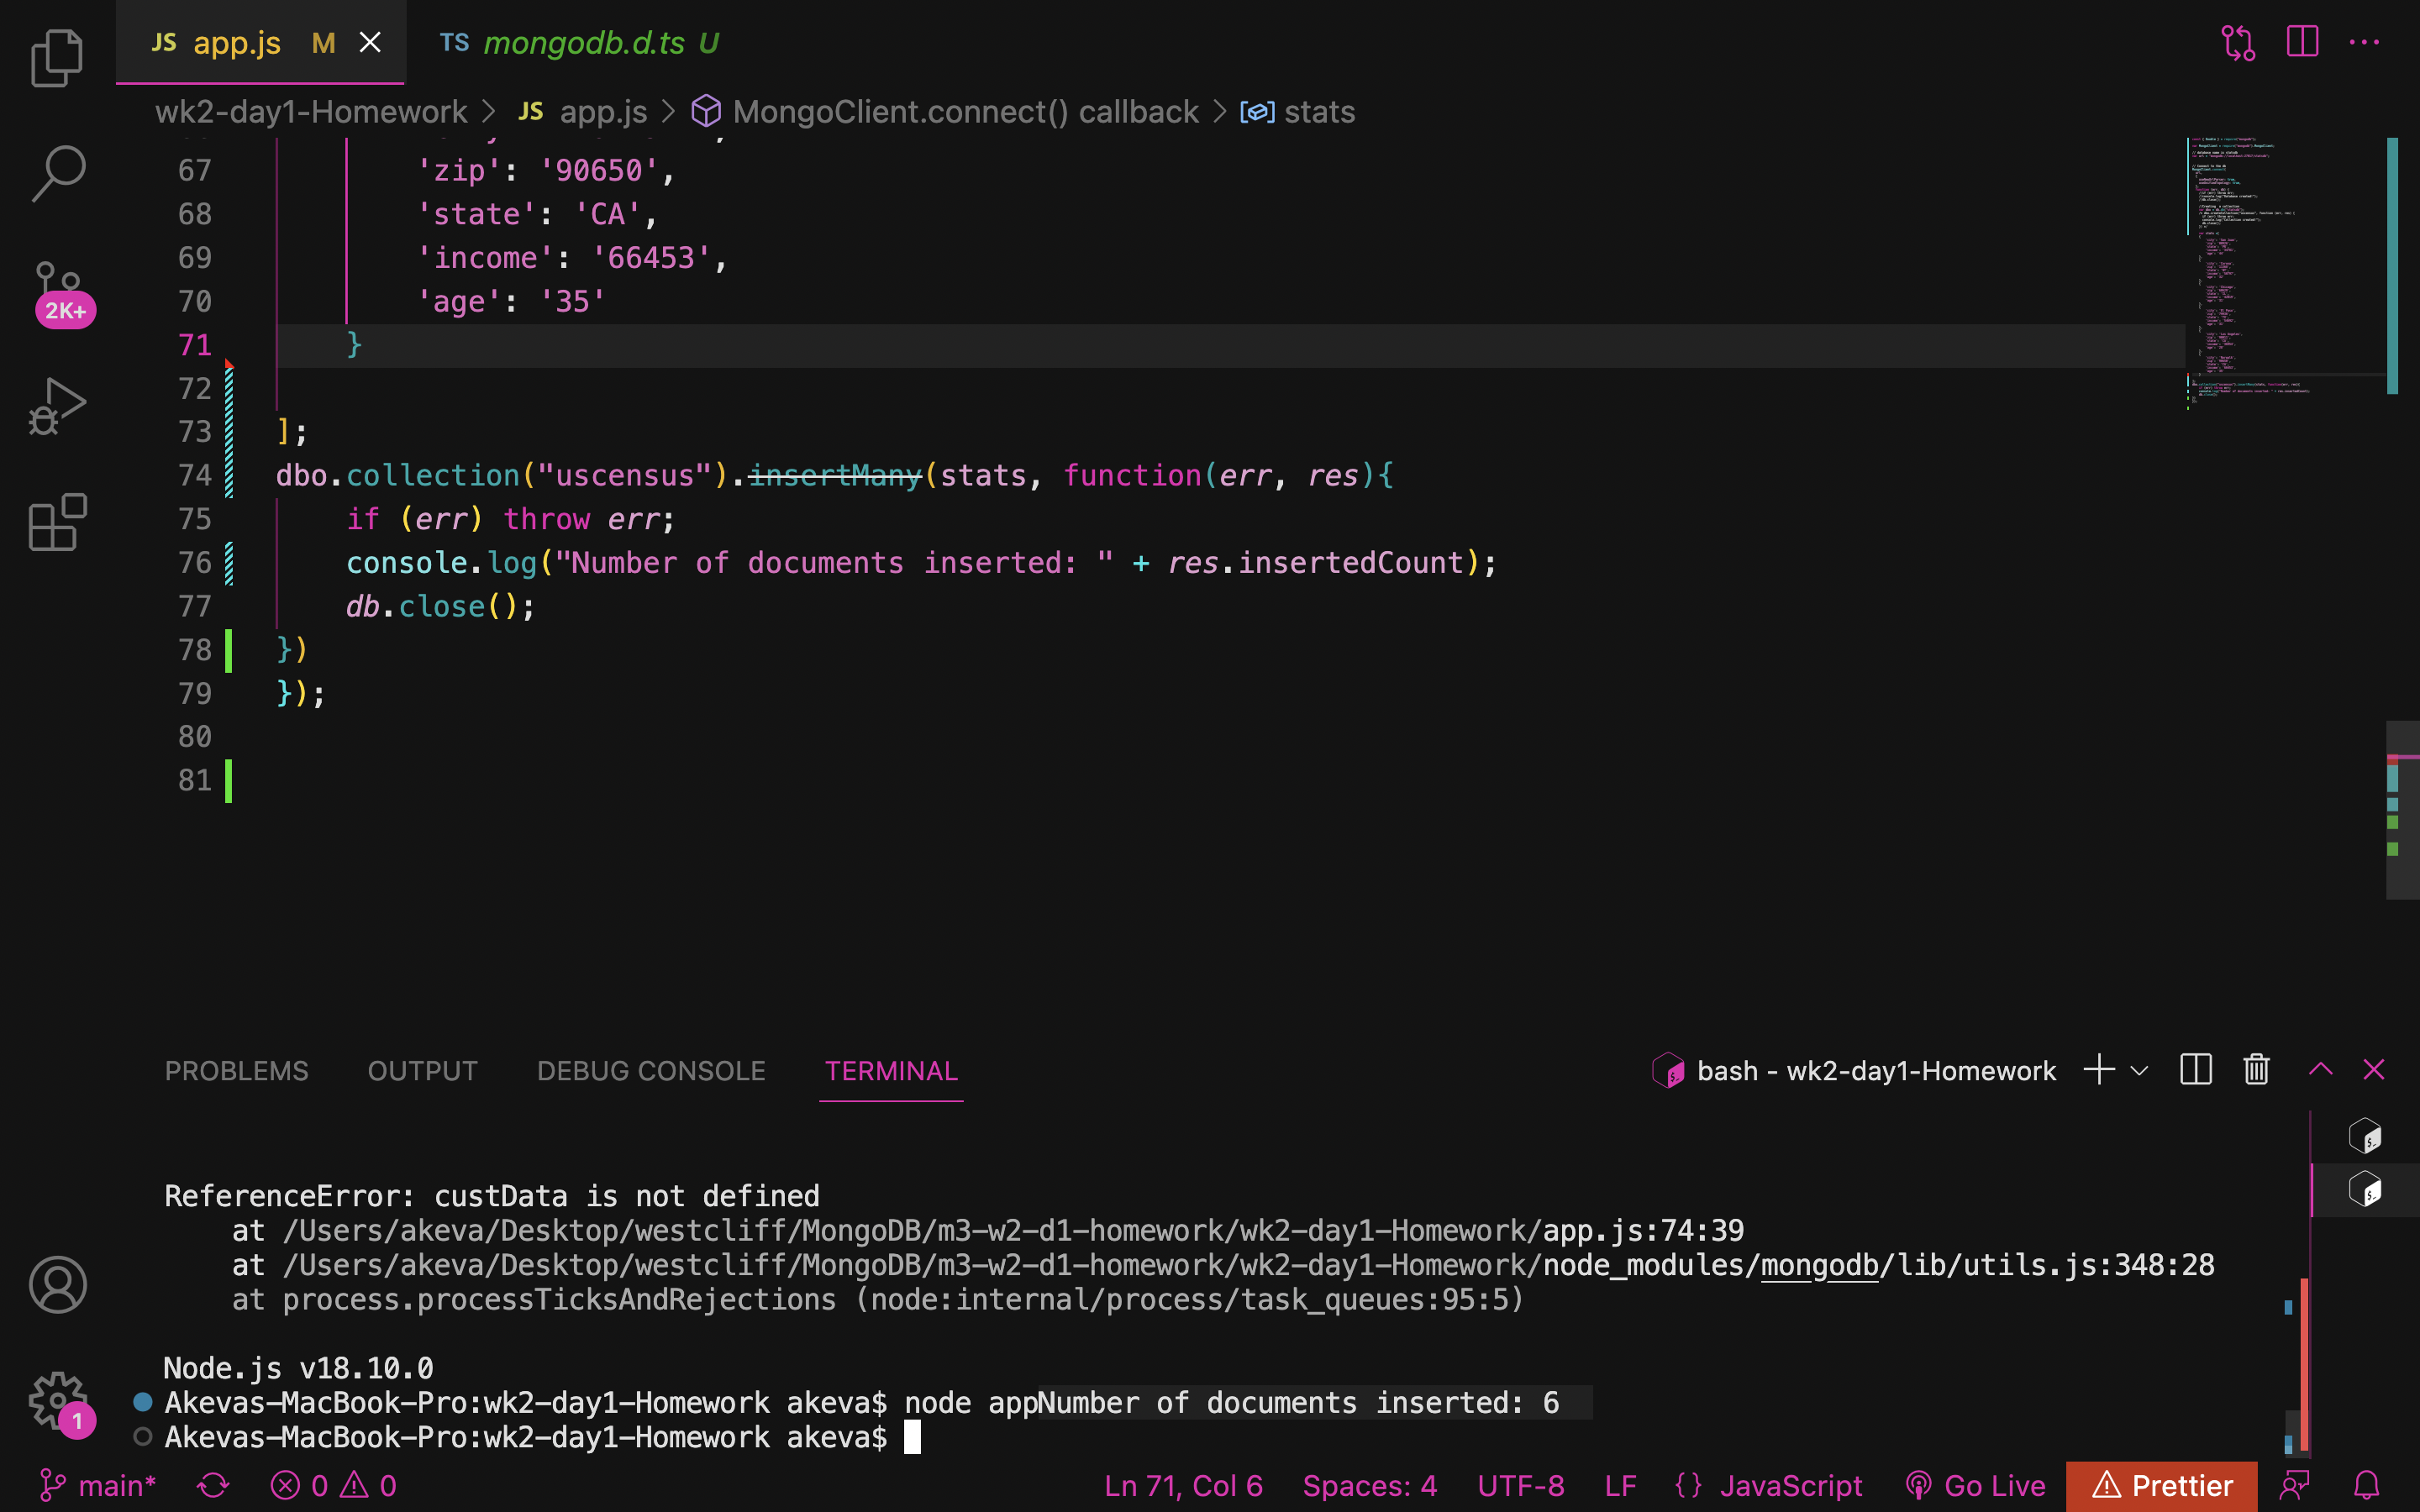 JS app.js M
TS mongodb.d.ts U
wk2-day1-Homework > JS app.js > MongoClient.connect() callback > stats
67 'zip': '90650',
68 'state': 'CA',
69 'income': '66453',
70 'age': '35'
71 }
72
73 ];
74 dbo.collection("uscensus").insertMany(stats, function(err, res){
75 if (err) throw err;
76 console.log("Number of documents inserted: " + res.insertedCount);
77 db.close();
78 })
79 });
80
81
2K+
PROBLEMS OUTPUT DEBUG CONSOLE TERMINAL
bash - wk2-day1-Homework
ReferenceError: custData is not defined
at /Users/akeva/Desktop/westcliff/MongoDB/m3-w2-d1-homework/wk2-day1-Homework/app.js:74:39
at /Users/akeva/Desktop/westcliff/MongoDB/m3-w2-d1-homework/wk2-day1-Homework/node_modules/mongodb/lib/utils.js:348:28
at process.processTicksAndRejections (node:internal/process/task_queues:95:5)
Node.js v18.10.0
Akevas-MacBook-Pro:wk2-day1-Homework akeva$ node appNumber of documents inserted: 6
Akevas-MacBook-Pro:wk2-day1-Homework akeva$
1
main* 0 0 Ln 71, Col 6 Spaces: 4 UTF-8 LF {} JavaScript Go Live Prettier